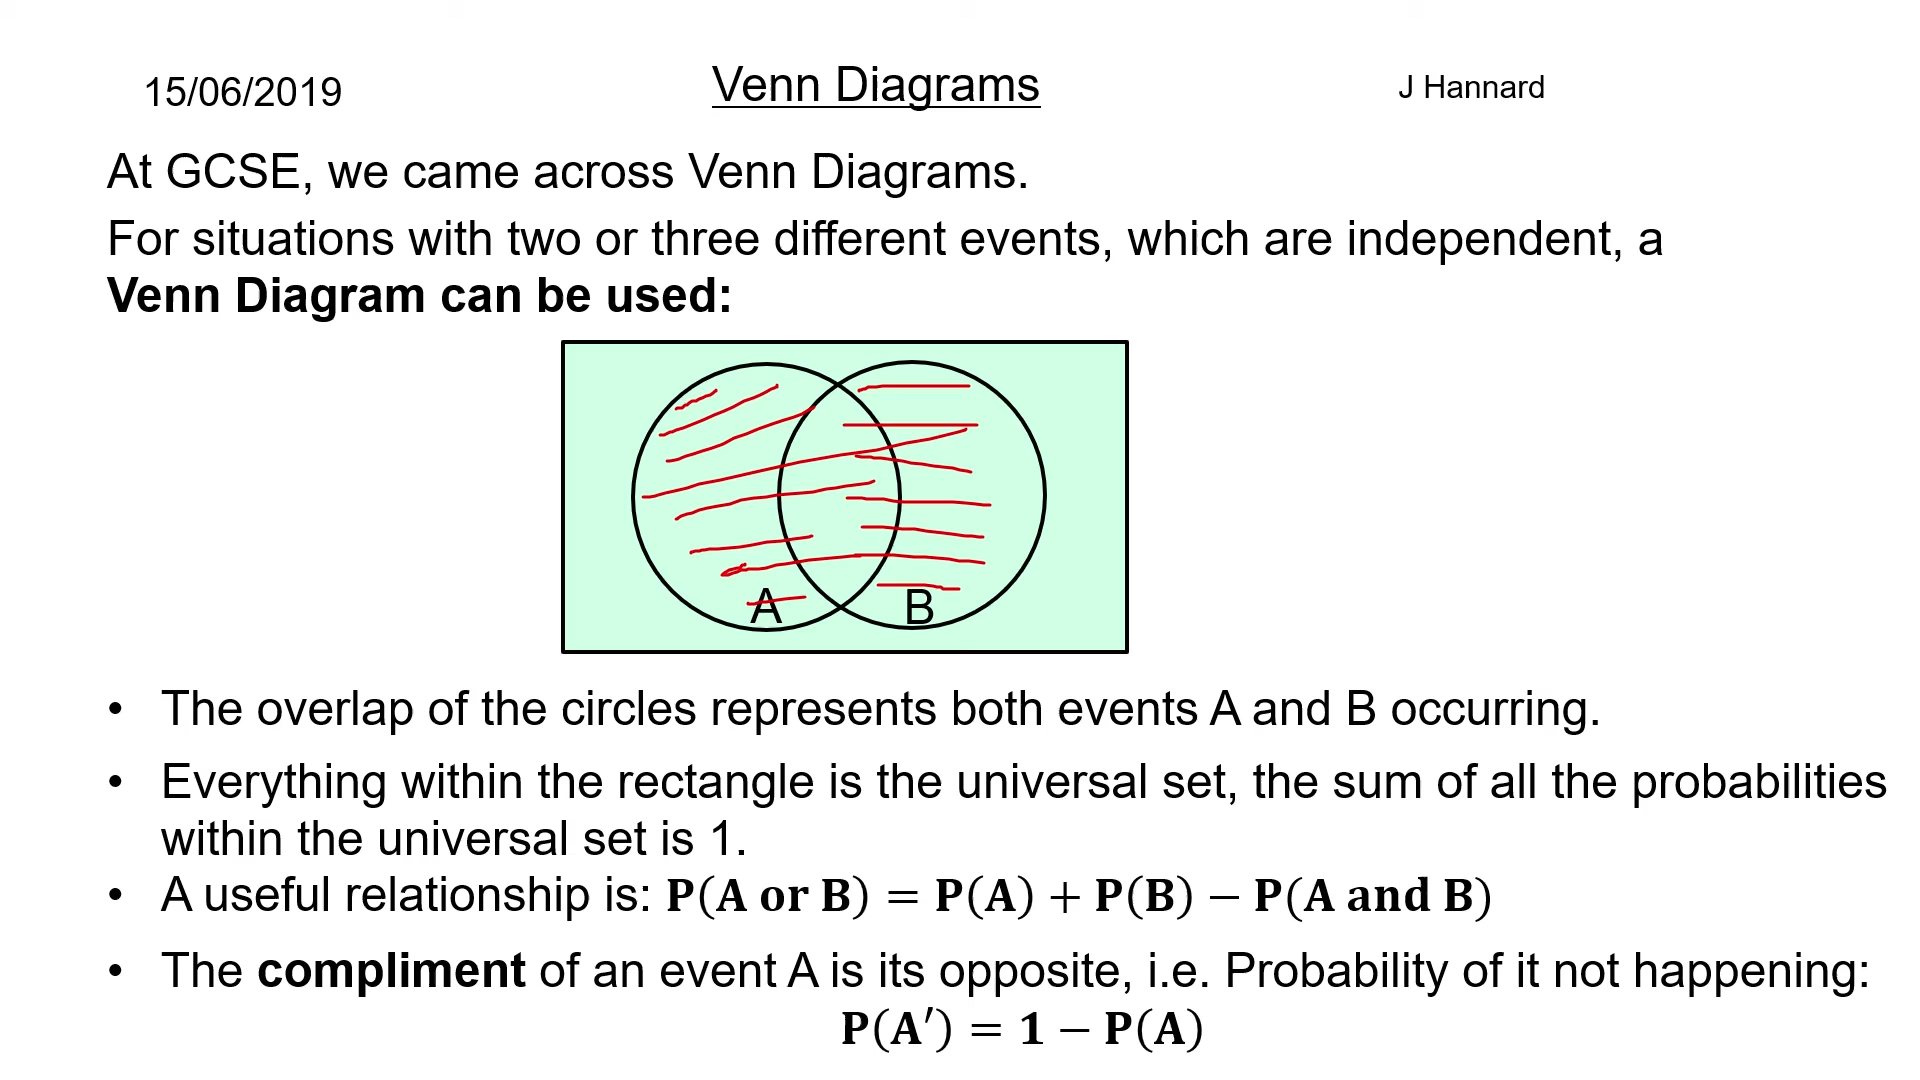 15/06/2019 Venn Diagrams J Hannard
At GCSE, we came across Venn Diagrams.
For situations with two or three different events, which are independent, a
Venn Diagram can be used:
A B
• The overlap of the circles represents both events A and B occurring.
• Everything within the rectangle is the universal set, the sum of all the probabilities
within the universal set is 1.
• A useful relationship is: P(A or B) = P(A) + P(B) − P(A and B)
• The compliment of an event A is its opposite, i.e. Probability of it not happening:
P(A′) = 1 − P(A)